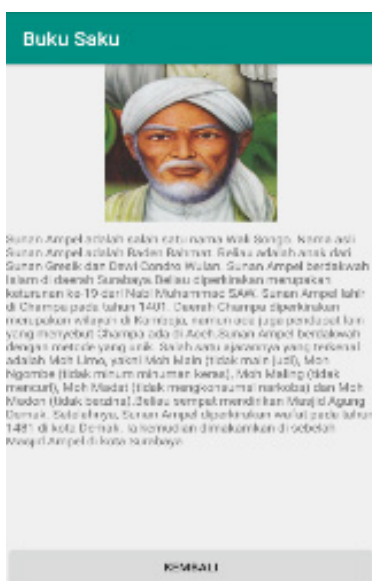 Buku Saku
Sunan Ampel adalah salah satu nama Wali Songo. Nama asli
Sunan Ampel adalah Raden Rahmat. Beliau adalah anak dari
Sunan Gresik dan Dewi Condro Wulan. Sunan Ampel berdakwah
Islam di daerah Surabaya. Beliau diperkirakan merupakan
keturunan ke-19 dari Nabi Muhammad SAW. Sunan Ampel lahir
di Champa pada tahun 1401. Daerah Champa diperkirakan
merupakan wilayah di Kamboja, namun ada juga pendapat lain
yang menyebut Champa ada di Aceh. Sunan Ampel berdakwah
dengan metode yang unik. Salah satu ajarannya yang terkenal
adalah Moh Limo, yakni Moh Main (tidak main judi), Moh
Ngombe (tidak minum minuman keras), Moh Maling (tidak
mencuri), Moh Madat (tidak mengkonsumsi narkoba) dan Moh
Madon (tidak berzina).Beliau sempat mendirikan Masjid Agung
Demak. Sunan Ampel diperkirakan wafat pada tahun
1481 di kota Demak. Ia kemudian dimakamkan di sebelah
Masjid Ampel di kota Surabaya
KEMBALI